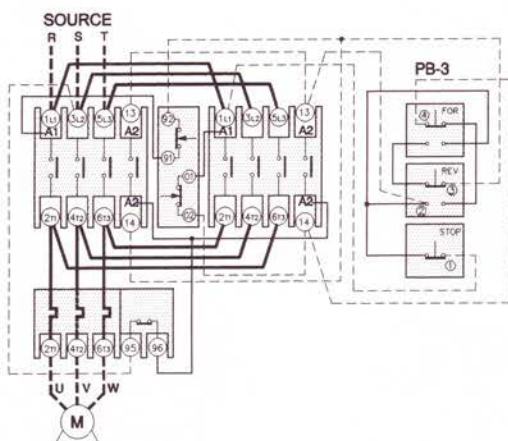 SOURCE
R S T
PB-3
1L1 3L2 5L3 13
A1 A2
92
91
01
02
1L1 3L2 5L3 13
A1 A2
A2
2T1 4T2 6T3 14
A2
2T1 4T2 6T3 14
4
FOR
REV
3
2
STOP
1
2T1 4T2 6T3 95 96
U V W
M